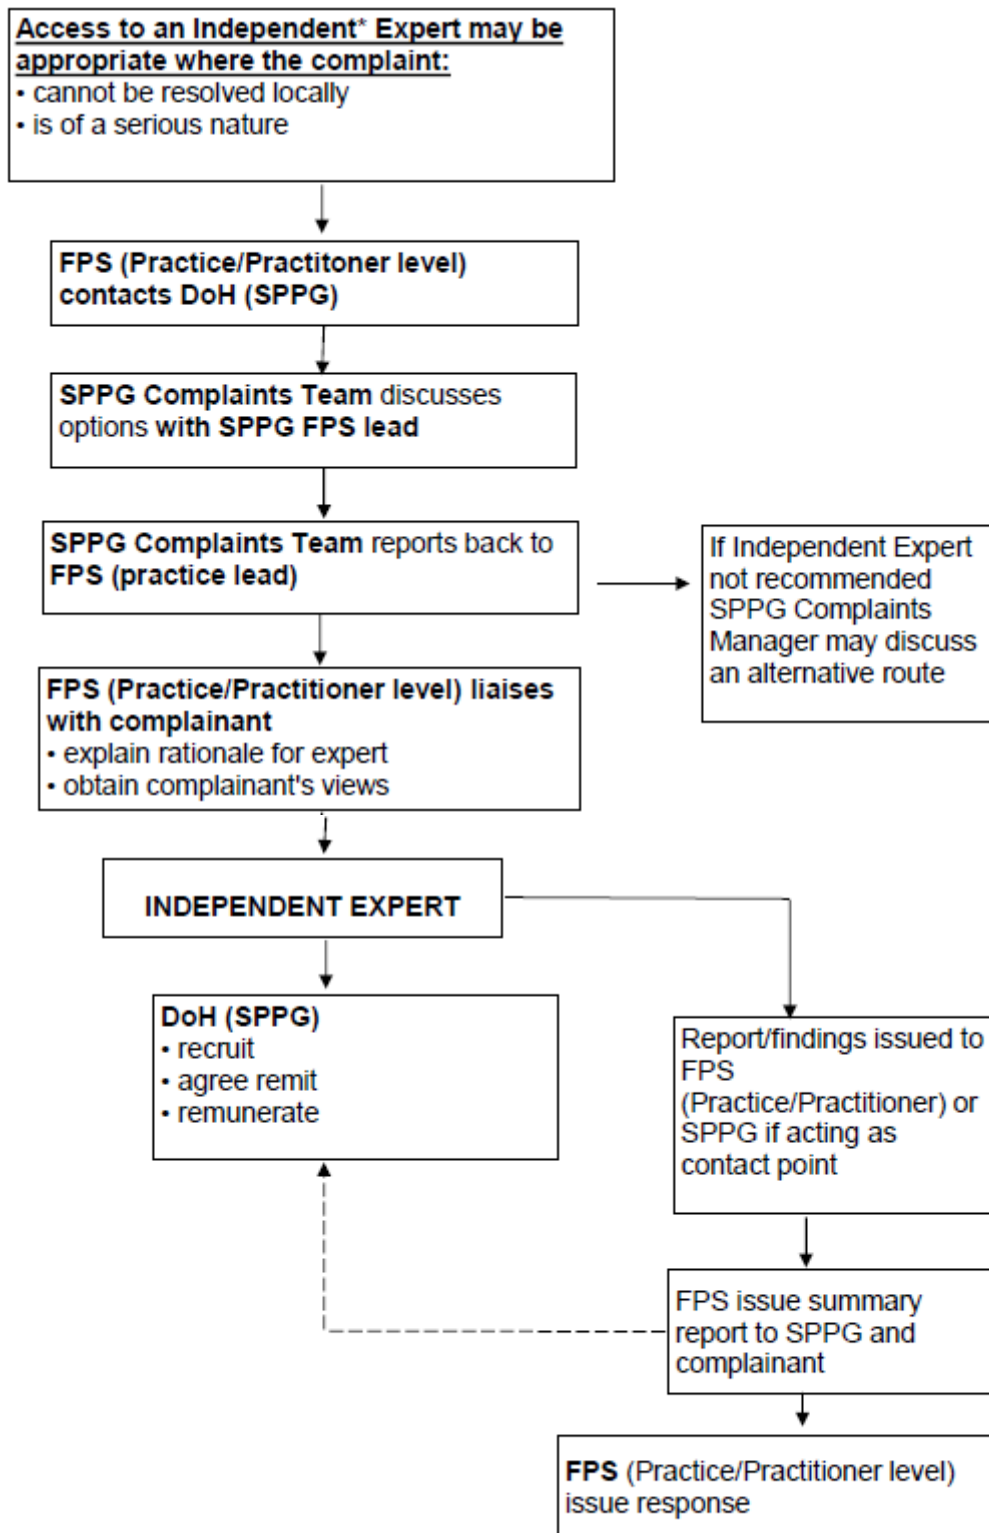 Access to an Independent* Expert may be
appropriate where the complaint:
• cannot be resolved locally
• is of a serious nature
FPS (Practice/Practitoner level)
contacts DoH (SPPG)
SPPG Complaints Team discusses
options with SPPG FPS lead
SPPG Complaints Team reports back to
FPS (practice lead)
If Independent Expert
not recommended
SPPG Complaints
Manager may discuss
an alternative route
FPS (Practice/Practitioner level) liaises
with complainant
• explain rationale for expert
• obtain complainant's views
INDEPENDENT EXPERT
DoH (SPPG)
• recruit
• agree remit
• remunerate
Report/findings issued to
FPS
(Practice/Practitioner) or
SPPG if acting as
contact point
FPS issue summary
report to SPPG and
complainant
FPS (Practice/Practitioner level)
issue response